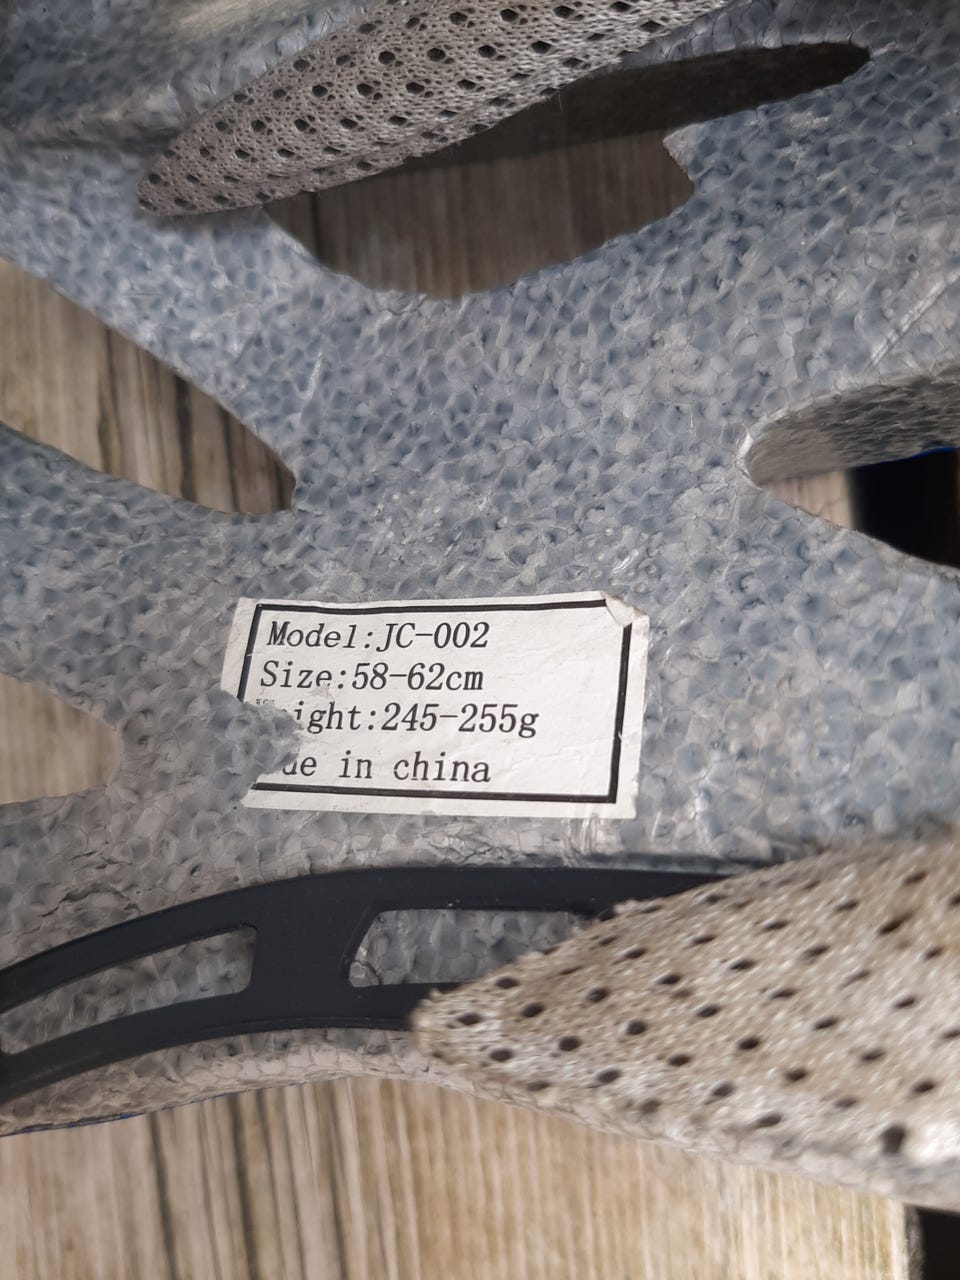 Model:JC-002
Size:58-62cm
ight:245-255g
de in china